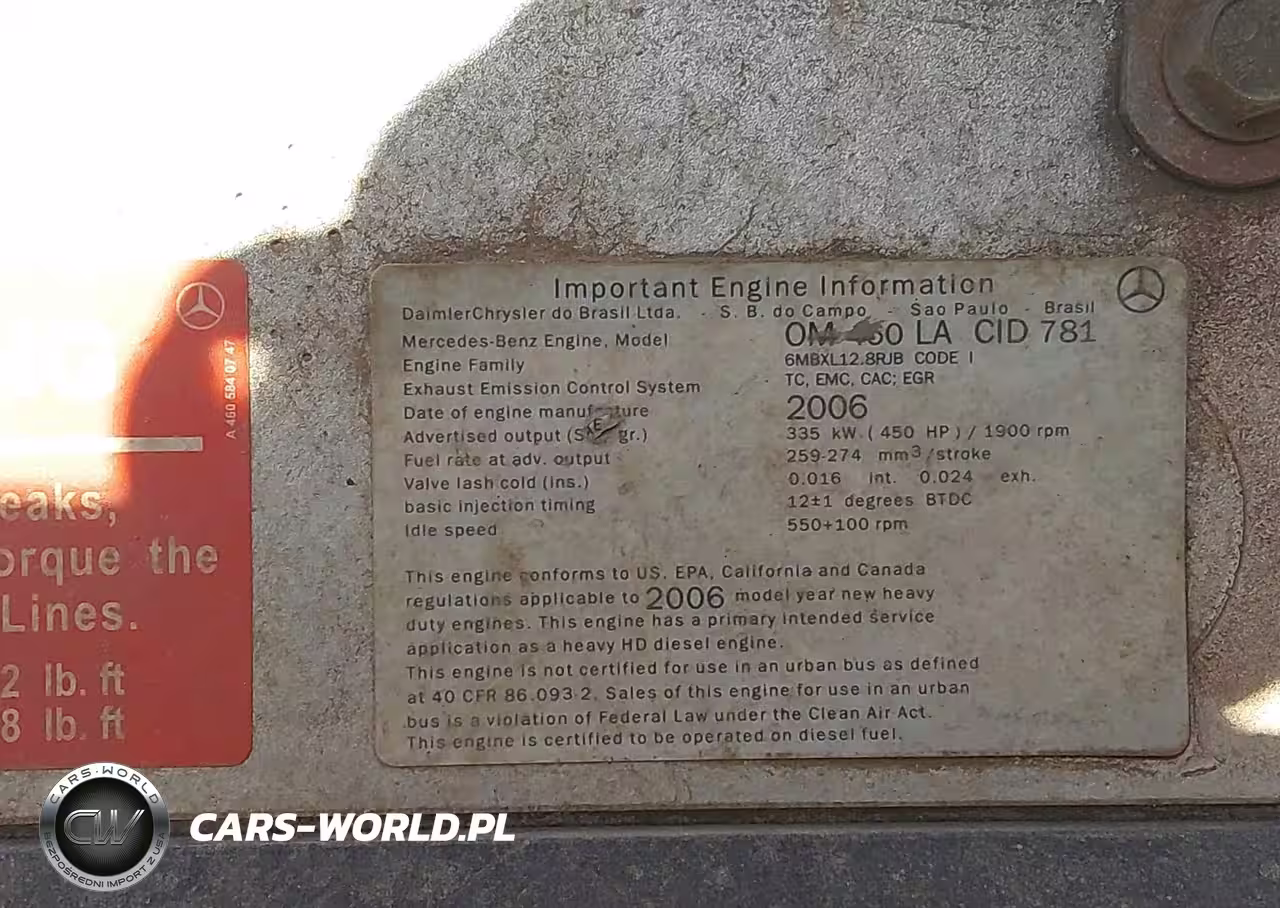 A 460 584 07 47
eaks,
orque the
Lines.
2 lb. ft
8 lb. ft
Important Engine Information
DaimlerChrysler do Brasil Ltda. - S. B. do Campo - Sao Paulo - Brasil
Mercedes-Benz Engine, Model OM 460 LA CID 781
Engine Family 6MBXL12.8RJB CODE I
Exhaust Emission Control System TC, EMC, CAC; EGR
Date of engine manufacture 2006
Advertised output (SAE gr.) 335 kW ( 450 HP ) / 1900 rpm
Fuel rate at adv. output 259-274 mm³/stroke
Valve lash cold (ins.) 0.016 int. 0.024 exh.
basic injection timing 12±1 degrees BTDC
Idle speed 550+100 rpm
This engine conforms to US. EPA, California and Canada
regulations applicable to 2006 model year new heavy
duty engines. This engine has a primary intended service
application as a heavy HD diesel engine.
This engine is not certified for use in an urban bus as defined
at 40 CFR 86.093-2. Sales of this engine for use in an urban
bus is a violation of Federal Law under the Clean Air Act.
This engine is certified to be operated on diesel fuel.
CARS-WORLD
CW
BEZPOŚREDNI IMPORT Z USA
CARS-WORLD.PL